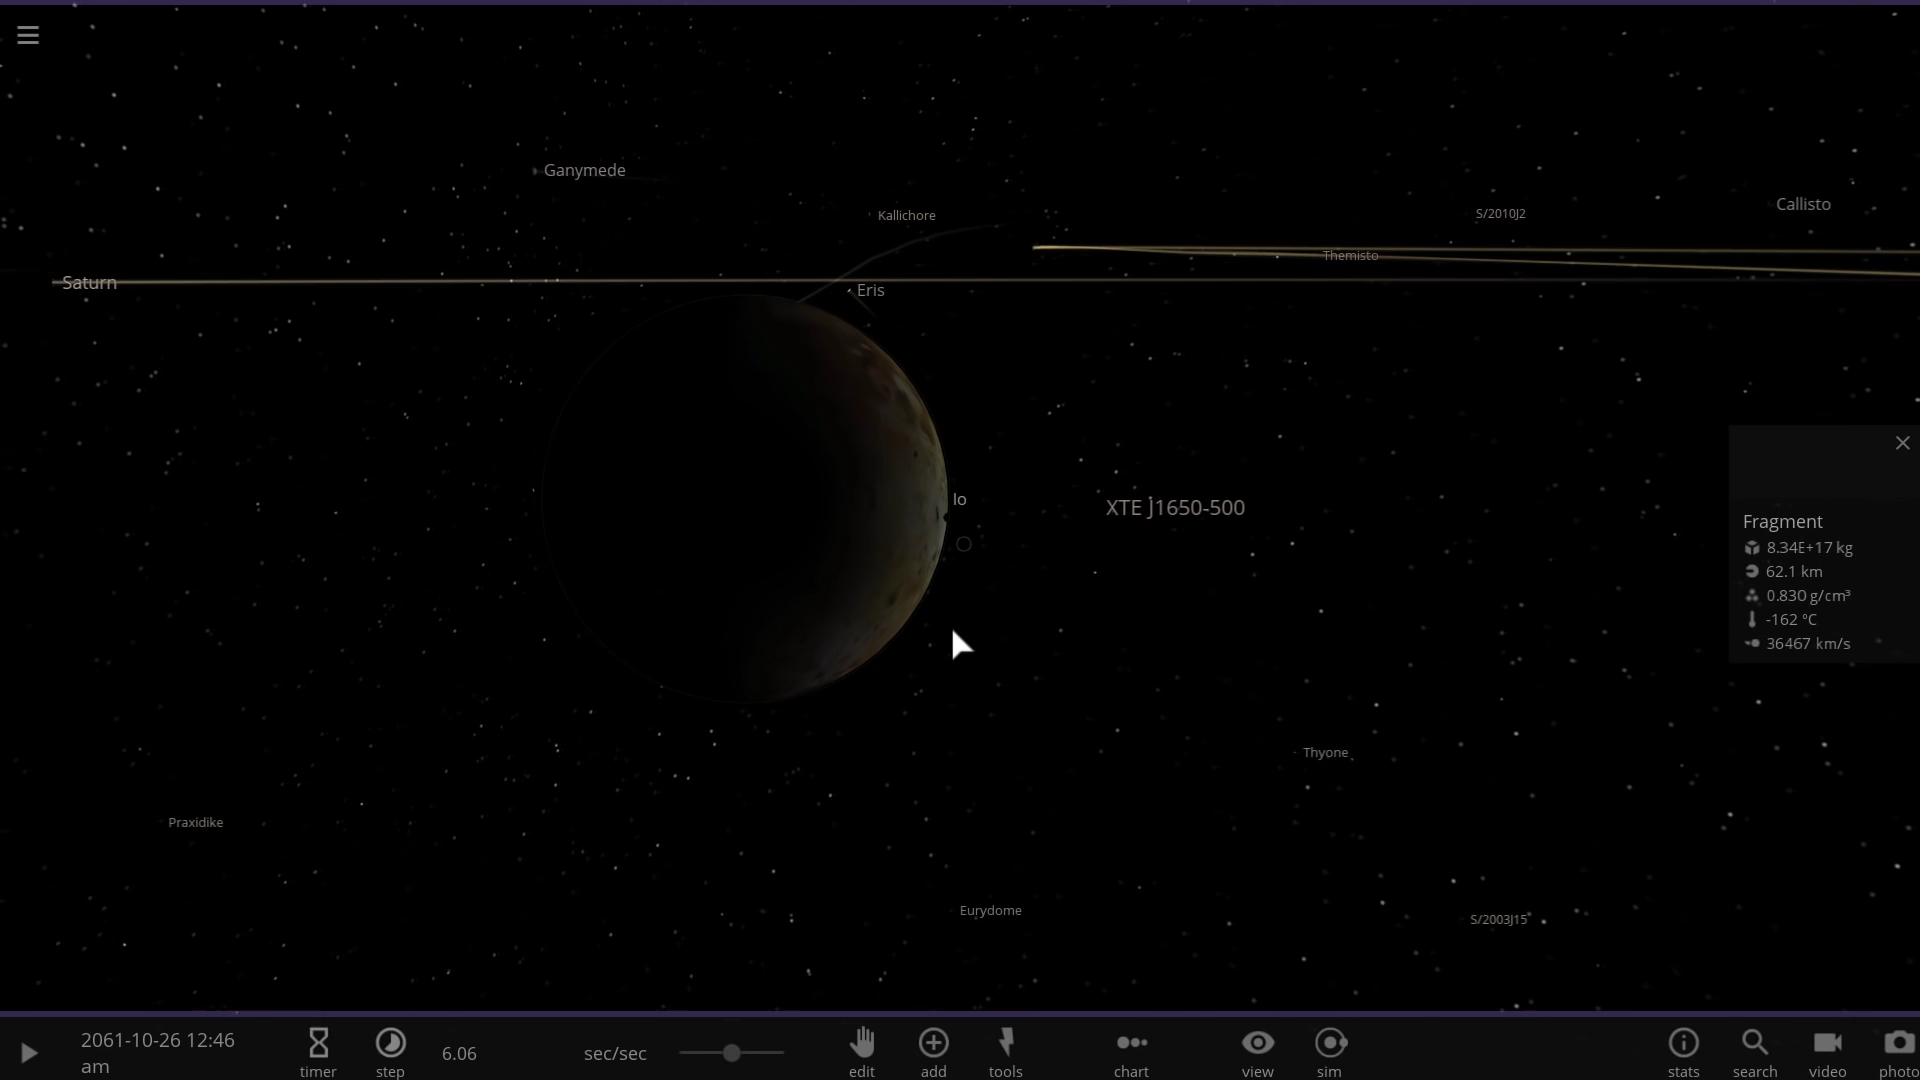 Ganymede
Callisto
Kallichore
S/2010J2
Themisto
Saturn
Eris
Io
XTE J1650-500
Fragment
8.34E+17 kg
62.1 km
0.830 g/cm³
-162 °C
36467 km/s
Thyone
Praxidike
Eurydome
S/2003J15
2061-10-26 12:46
am
timer
step
6.06
sec/sec
edit
add
tools
chart
view
sim
stats
search
video
photo